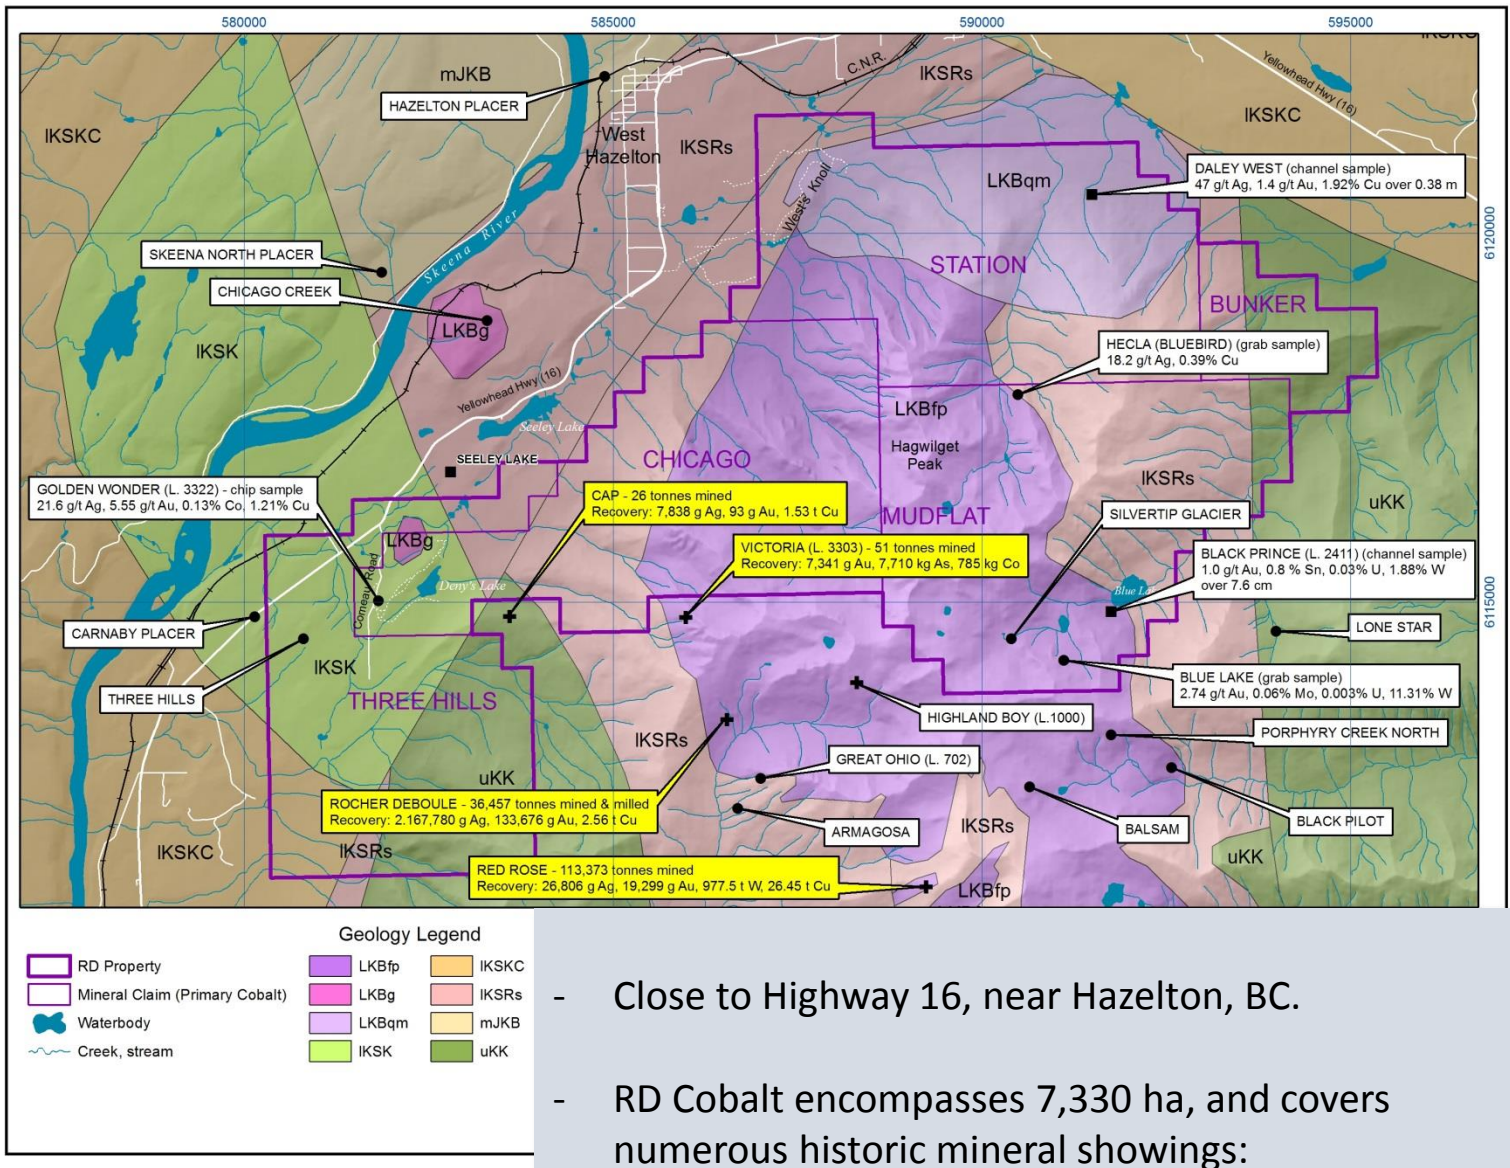 580000
585000
590000
595000
6120000
6115000
mJKB
HAZELTON PLACER
C.N.R.
lKSRs
Yellowhead Hwy (16)
lKSKC
lKSKC
West
Hazelton
lKSRs
LKBqm
DALEY WEST (channel sample)
47 g/t Ag, 1.4 g/t Au, 1.92% Cu over 0.38 m
West's Knoll
Skeena River
SKEENA NORTH PLACER
CHICAGO CREEK
STATION
BUNKER
LKBg
lKSK
HECLA (BLUEBIRD) (grab sample)
18.2 g/t Ag, 0.39% Cu
Yellowhead Hwy (16)
Seeley Lake
LKBfp
Hagwilget
Peak
SEELEY LAKE
CHICAGO
lKSRs
uKK
GOLDEN WONDER (L. 3322) - chip sample
21.6 g/t Ag, 5.55 g/t Au, 0.13% Co, 1.21% Cu
CAP - 26 tonnes mined
Recovery: 7,838 g Ag, 93 g Au, 1.53 t Cu
MUDFLAT
SILVERTIP GLACIER
LKBg
VICTORIA (L. 3303) - 51 tonnes mined
Recovery: 7,341 g Au, 7,710 kg As, 785 kg Co
BLACK PRINCE (L. 2411) (channel sample)
1.0 g/t Au, 0.8 % Sn, 0.03% U, 1.88% W
over 7.6 cm
Comeau Road
Deny's Lake
Blue
CARNABY PLACER
LONE STAR
lKSK
THREE HILLS
THREE HILLS
BLUE LAKE (grab sample)
2.74 g/t Au, 0.06% Mo, 0.003% U, 11.31% W
HIGHLAND BOY (L.1000)
lKSRs
PORPHYRY CREEK NORTH
GREAT OHIO (L. 702)
uKK
ROCHER DEBOULE - 36,457 tonnes mined & milled
Recovery: 2.167,780 g Ag, 133,676 g Au, 2.56 t Cu
ARMAGOSA
lKSRs
BALSAM
BLACK PILOT
lKSKC
lKSRs
uKK
RED ROSE - 113,373 tonnes mined
Recovery: 26,806 g Ag, 19,299 g Au, 977.5 t W, 26.45 t Cu
LKBfp
Geology Legend
RD Property
Mineral Claim (Primary Cobalt)
Waterbody
Creek, stream
LKBfp
LKBg
LKBqm
lKSK
lKSKC
lKSRs
mJKB
uKK
- Close to Highway 16, near Hazelton, BC.
- RD Cobalt encompasses 7,330 ha, and covers
numerous historic mineral showings: